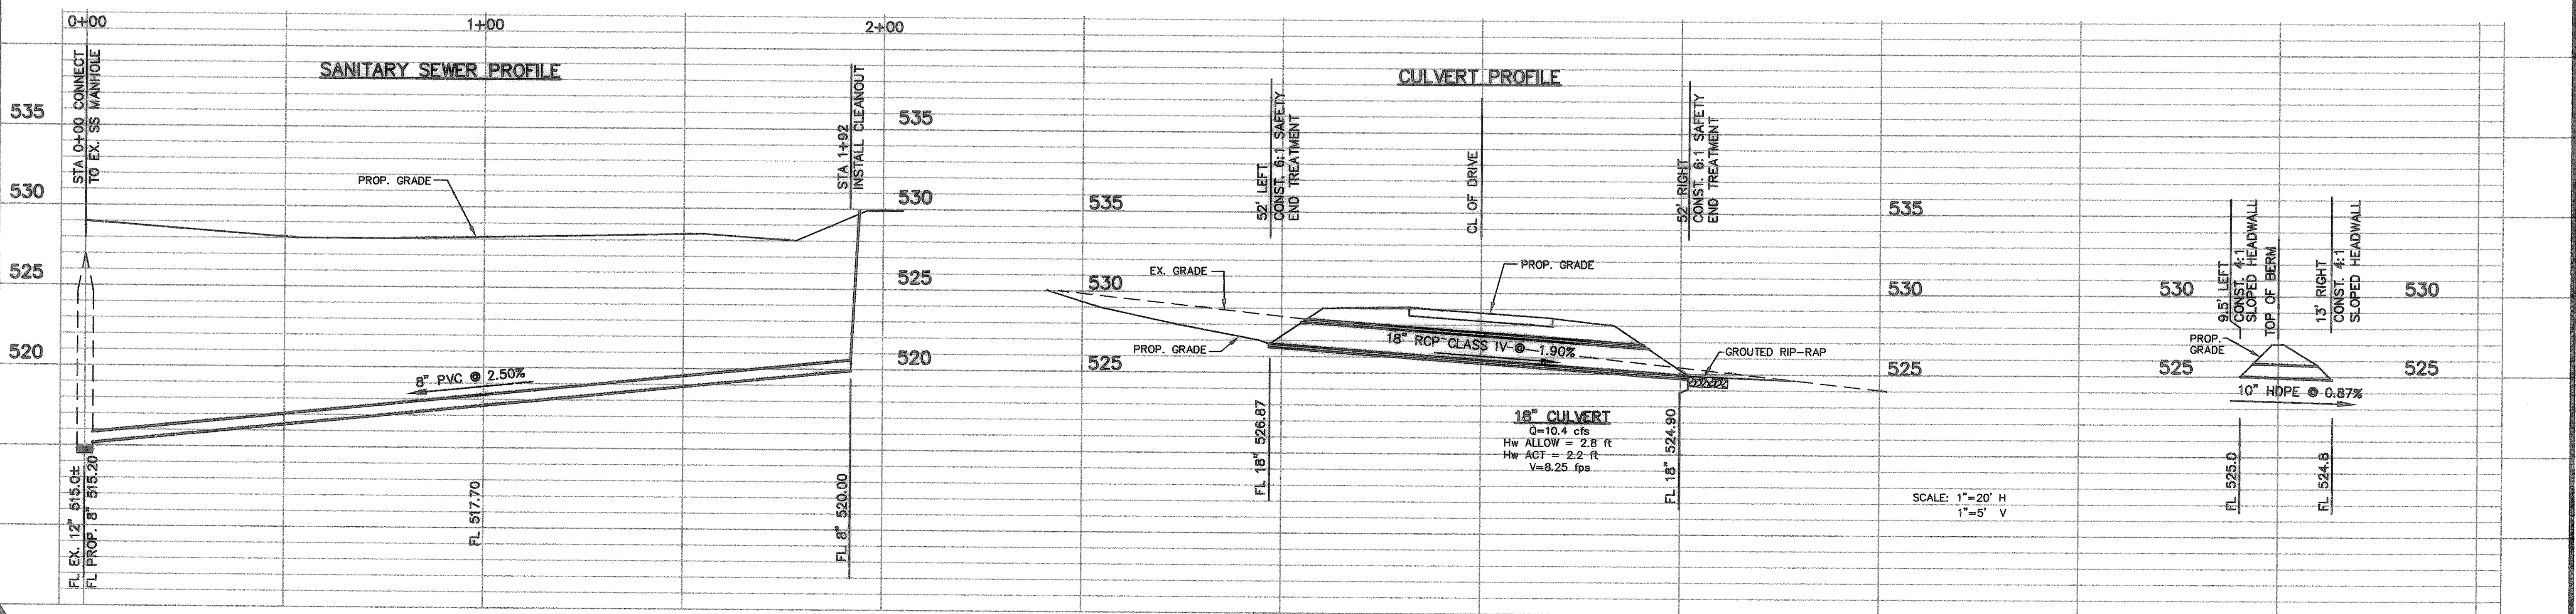 0+00
1+00
2+00
SANITARY SEWER PROFILE
STA 0+00 CONNECT
TO EX. SS MANHOLE
PROP. GRADE
STA 1+92
INSTALL CLEANOUT
535
530
525
520
535
530
525
520
8" PVC @ 2.50%
FL EX. 12" 515.0±
FL PROP. 8" 515.20
FL 517.70
FL 8" 520.00
CULVERT PROFILE
52' LEFT
CONST. 6:1 SAFETY
END TREATMENT
CL OF DRIVE
52' RIGHT
CONST. 6:1 SAFETY
END TREATMENT
535
530
525
EX. GRADE
PROP. GRADE
PROP. GRADE
18" RCP CLASS IV @ 1.90%
GROUTED RIP-RAP
FL 18" 526.87
18" CULVERT
Q=10.4 cfs
Hw ALLOW = 2.8 ft
Hw ACT = 2.2 ft
V=8.25 fps
FL 18" 524.90
535
530
525
SCALE: 1"=20' H
1"=5' V
530
525
9.5' LEFT
CONST. 4:1
SLOPED HEADWALL
TOP OF BERM
13' RIGHT
CONST. 4:1
SLOPED HEADWALL
530
525
PROP.
GRADE
10" HDPE @ 0.87%
FL 525.0
FL 524.8